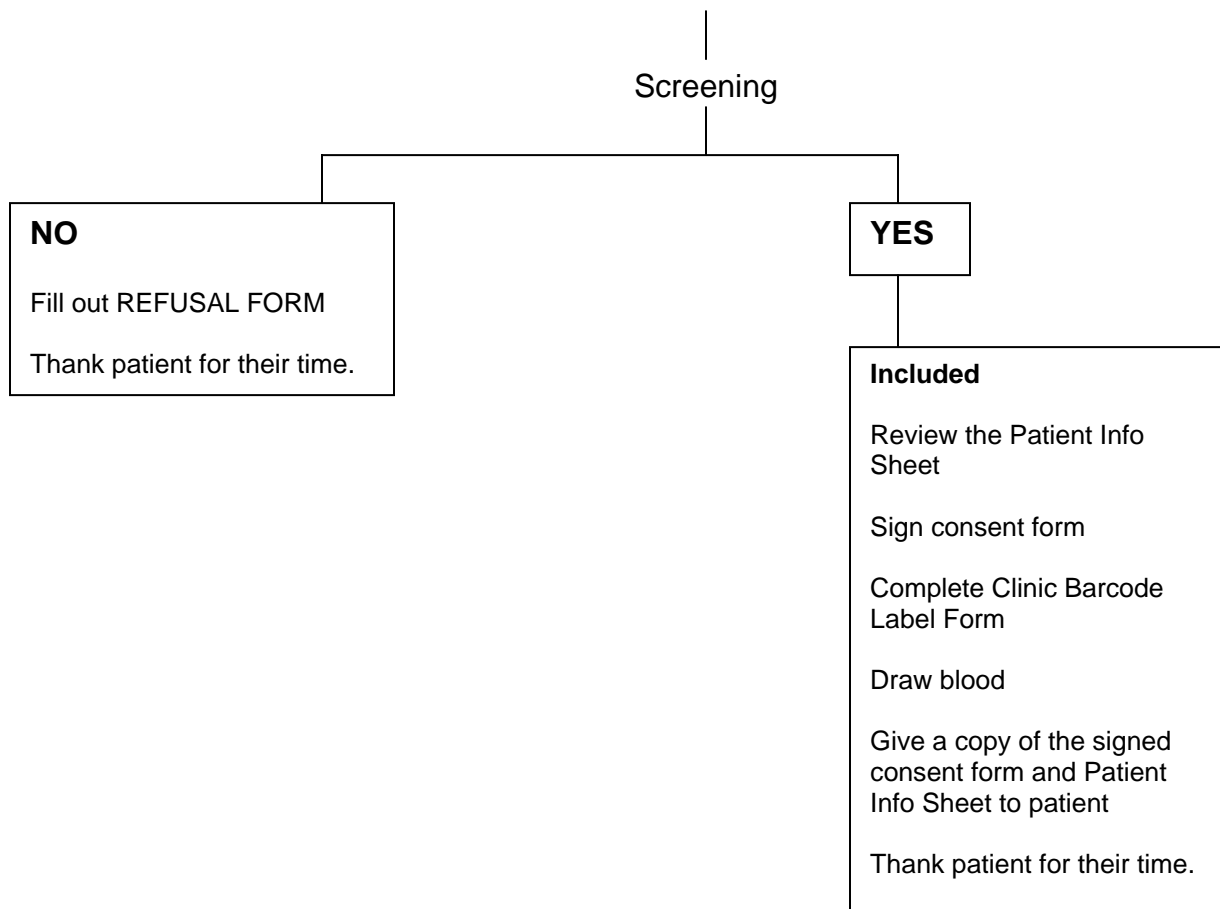 Screening
NO
Fill out REFUSAL FORM
Thank patient for their time.
YES
Included
Review the Patient Info
Sheet
Sign consent form
Complete Clinic Barcode
Label Form
Draw blood
Give a copy of the signed
consent form and Patient
Info Sheet to patient
Thank patient for their time.